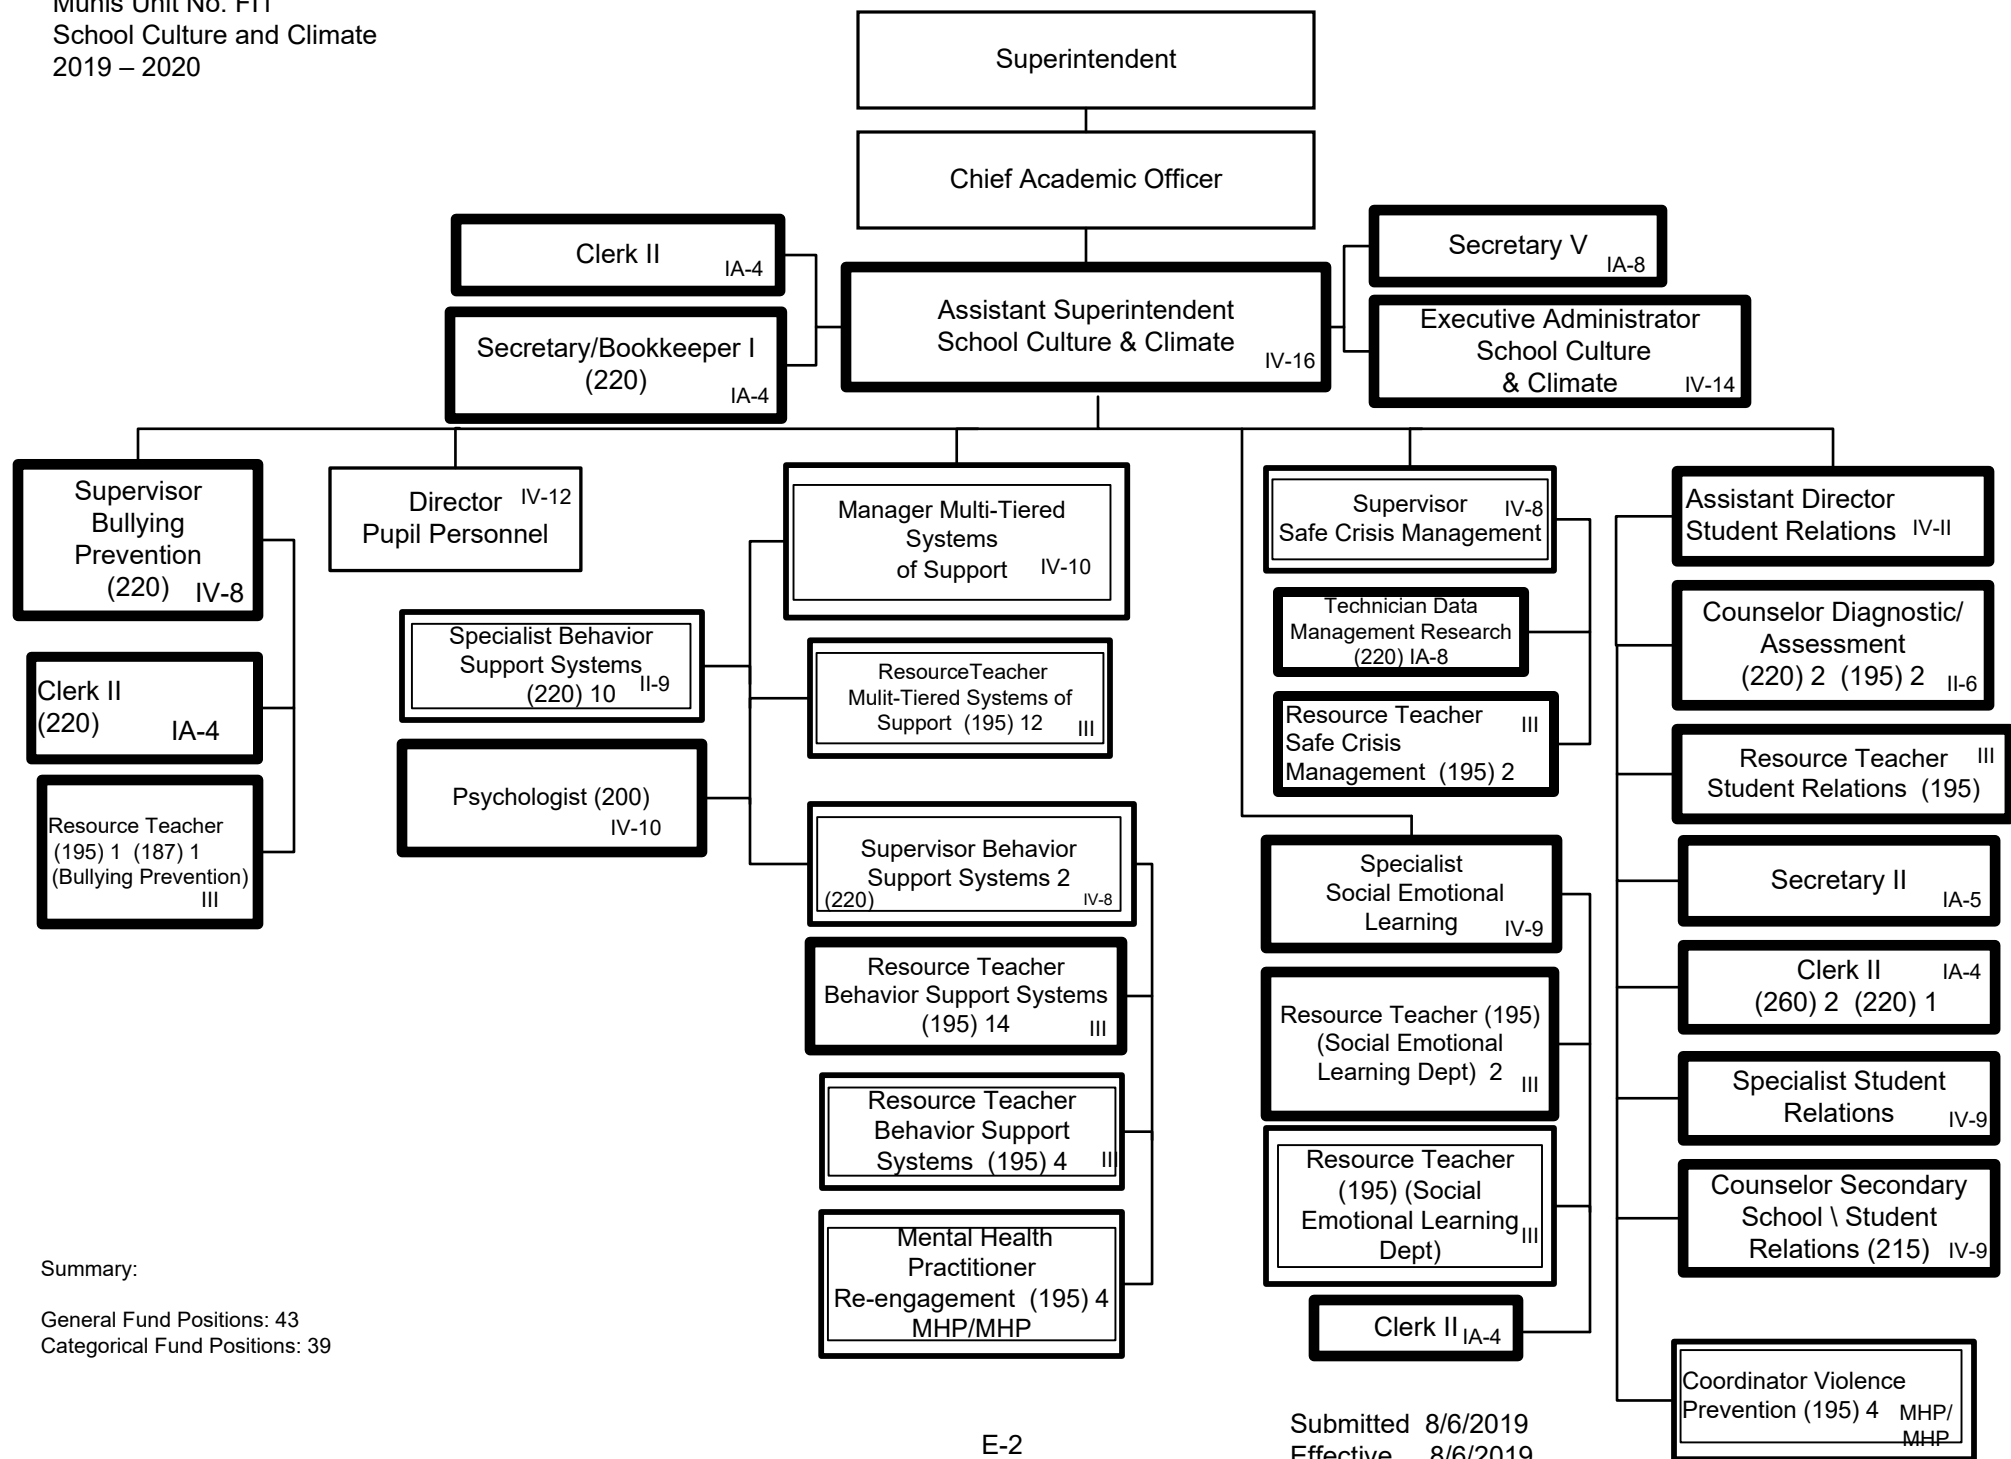 Munis Unit No. FIT
School Culture and Climate
2019 – 2020
Superintendent
Chief Academic Officer
Clerk II
IA-4
Secretary/Bookkeeper I
(220)
IA-4
Assistant Superintendent
School Culture & Climate
IV-16
Secretary V
IA-8
Executive Administrator
School Culture
& Climate IV-14
Supervisor
Bullying
Prevention
(220) IV-8
Clerk II
(220)
IA-4
Resource Teacher
(195) 1 (187) 1
(Bullying Prevention)
III
Director IV-12
Pupil Personnel
Manager Multi-Tiered
Systems
of Support IV-10
Specialist Behavior
Support Systems
(220) 10 II-9
ResourceTeacher
Mulit-Tiered Systems of
Support (195) 12 III
Psychologist (200)
IV-10
Supervisor Behavior
Support Systems 2
(220) IV-8
Resource Teacher
Behavior Support Systems
(195) 14 III
Resource Teacher
Behavior Support
Systems (195) 4 III
Mental Health
Practitioner
Re-engagement (195) 4
MHP/MHP
Supervisor IV-8
Safe Crisis Management
Technician Data
Management Research
(220) IA-8
Resource Teacher III
Safe Crisis
Management (195) 2
Specialist
Social Emotional
Learning IV-9
Resource Teacher (195)
(Social Emotional
Learning Dept) 2
III
Resource Teacher
(195) (Social
Emotional Learning
III
Dept)
Clerk II IA-4
Assistant Director
Student Relations IV-II
Counselor Diagnostic/
Assessment
(220) 2 (195) 2 II-6
Resource Teacher III
Student Relations (195)
Secretary II
IA-5
Clerk II IA-4
(260) 2 (220) 1
Specialist Student
Relations IV-9
Counselor Secondary
School \ Student
Relations (215) IV-9
Coordinator Violence
Prevention (195) 4 MHP/
MHP
Summary:
General Fund Positions: 43
Categorical Fund Positions: 39
E-2
Submitted 8/6/2019
Effective 8/6/2019